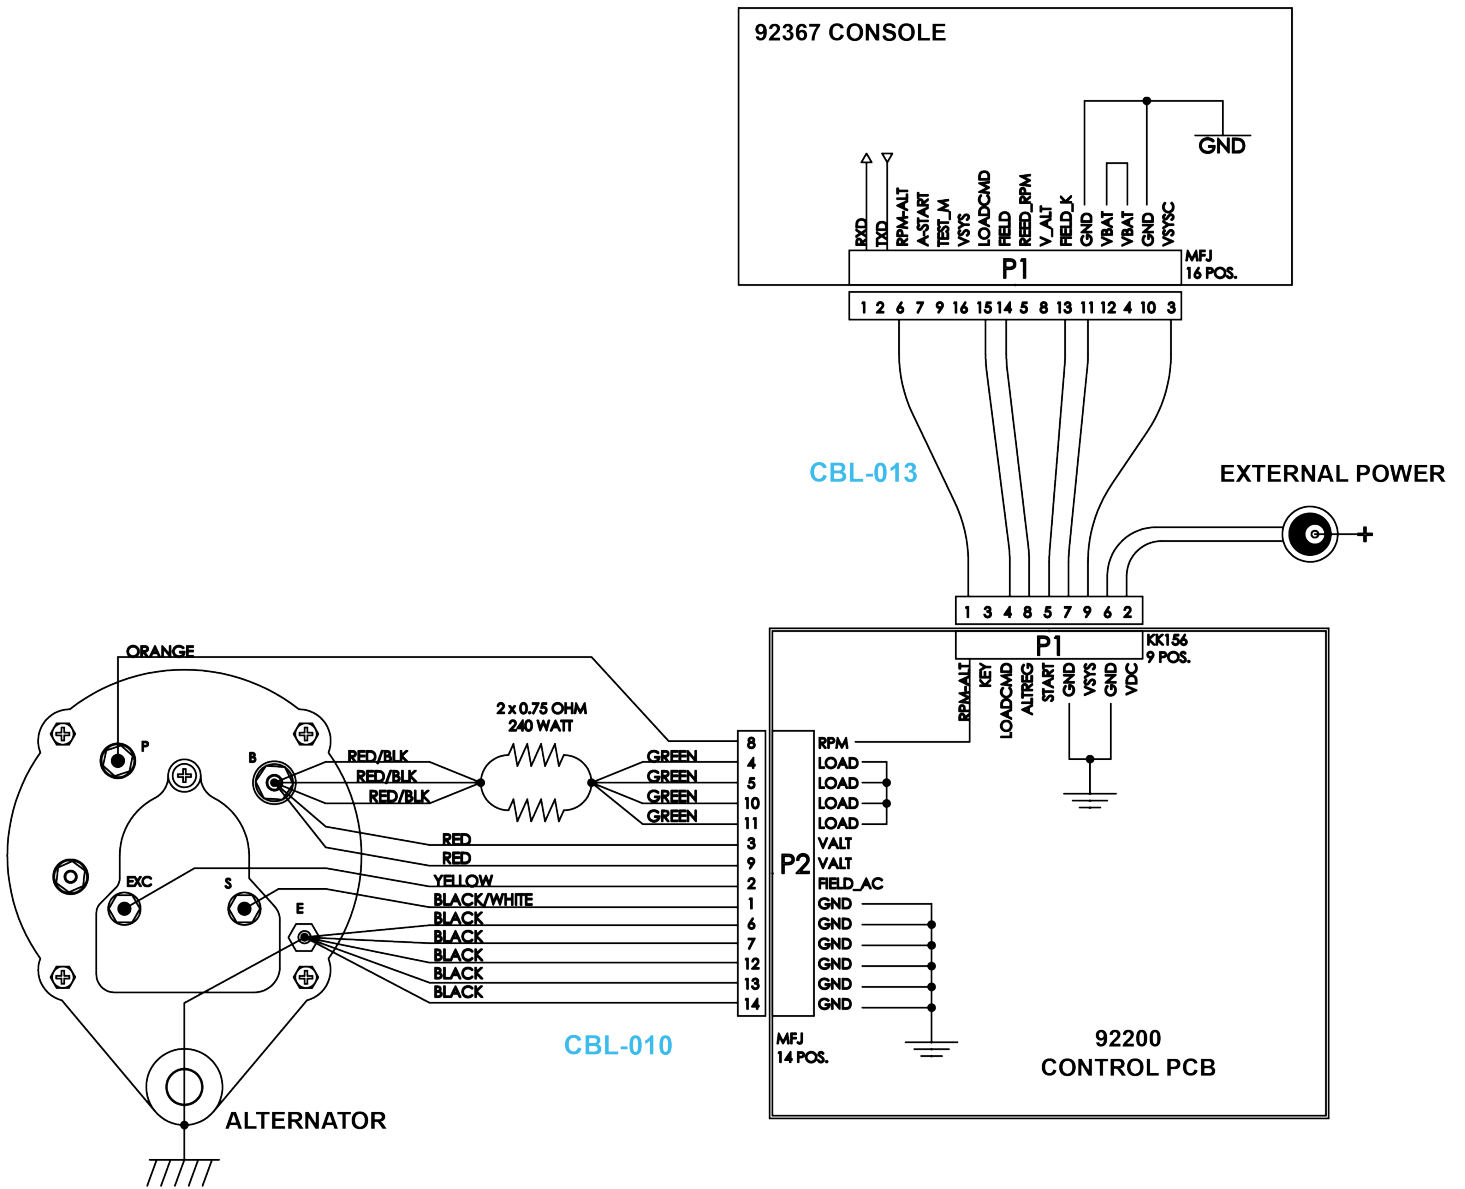 92367 CONSOLE
GND
RXD
TXD
RPM-ALT
A-START
TEST_M
VSYS
LOADCMD
FIELD
REED_RPM
V_ALT
FIELD_K
GND
VBAT
VBAT
GND
VSYSC
P1
MFJ
16 POS.
1 2 6 7 9 16 15 14 5 8 13 11 12 4 10 3
CBL-013
EXTERNAL POWER
+
1 3 4 8 5 7 9 6 2
P1
KK156
9 POS.
RPM-ALT
KEY
LOADCMD
ALTREG
START
GND
VSYS
GND
VDC
ORANGE
P
B
EXC
S
E
2 x 0.75 OHM
240 WATT
RED/BLK
RED/BLK
RED/BLK
GREEN
GREEN
GREEN
GREEN
RED
RED
YELLOW
BLACK/WHITE
BLACK
BLACK
BLACK
BLACK
BLACK
8
4
5
10
11
3
9
2
1
6
7
12
13
14
P2
RPM
LOAD
LOAD
LOAD
LOAD
VALT
VALT
FIELD_AC
GND
GND
GND
GND
GND
GND
MFJ
14 POS.
CBL-010
92200
CONTROL PCB
ALTERNATOR